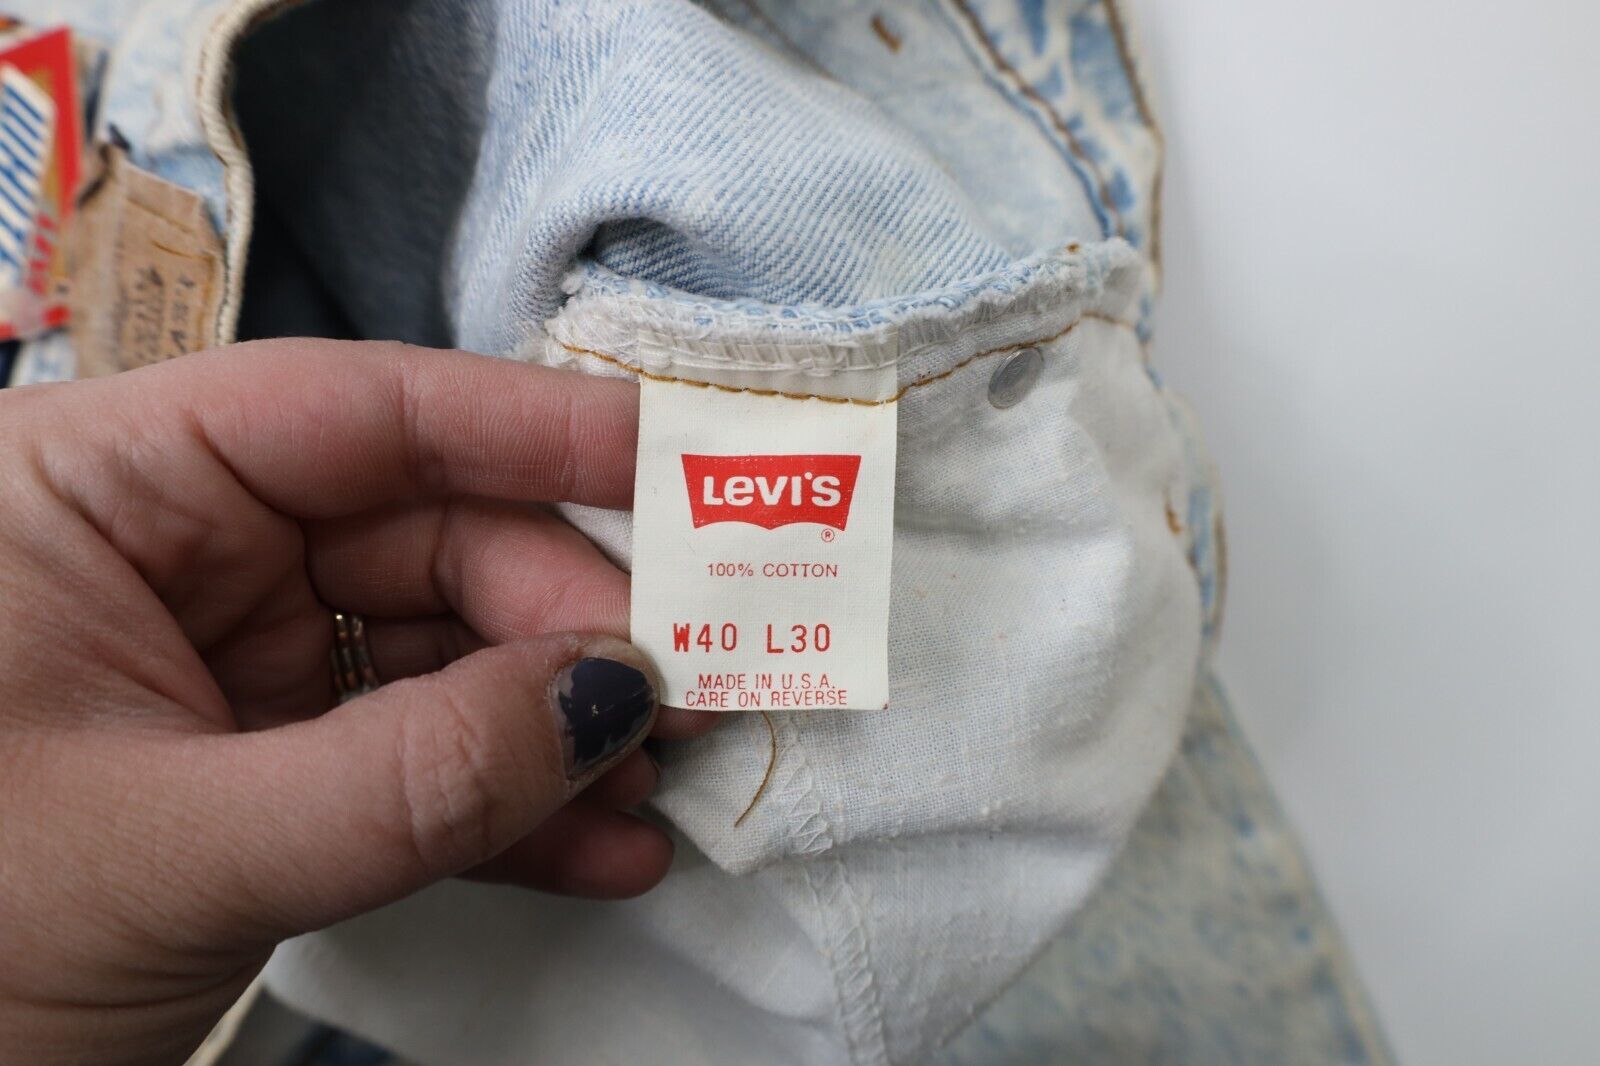 Levi's
®
100% COTTON
W40 L30
MADE IN U.S.A.
CARE ON REVERSE